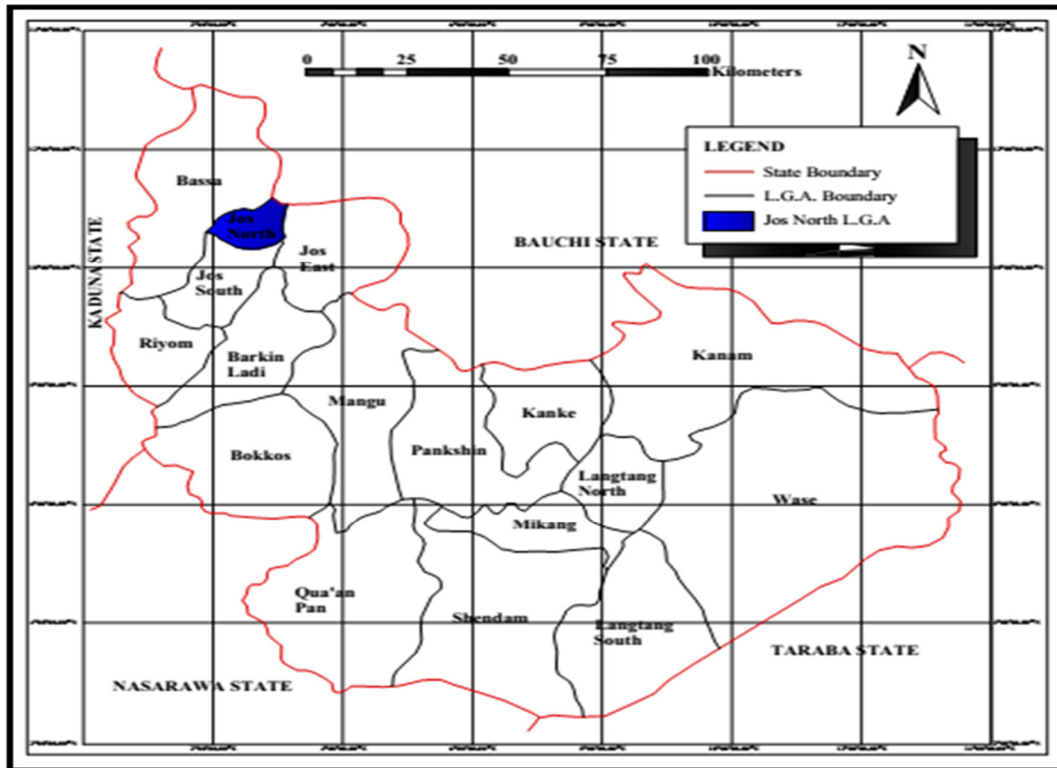 0 25 50 75 100
Kilometers
N
LEGEND
State Boundary
L.G.A. Boundary
Jos North L.G.A
Bassa
Jos
North
Jos
East
BAUCHI STATE
KADUNA STATE
Jos
South
Riyom
Barkin
Ladi
Kanam
Mangu
Kanke
Bokkos
Pankshin
Langtang
North
Wase
Mikang
Qua'an
Pan
Shendam
Langtang
South
TARABA STATE
NASARAWA STATE